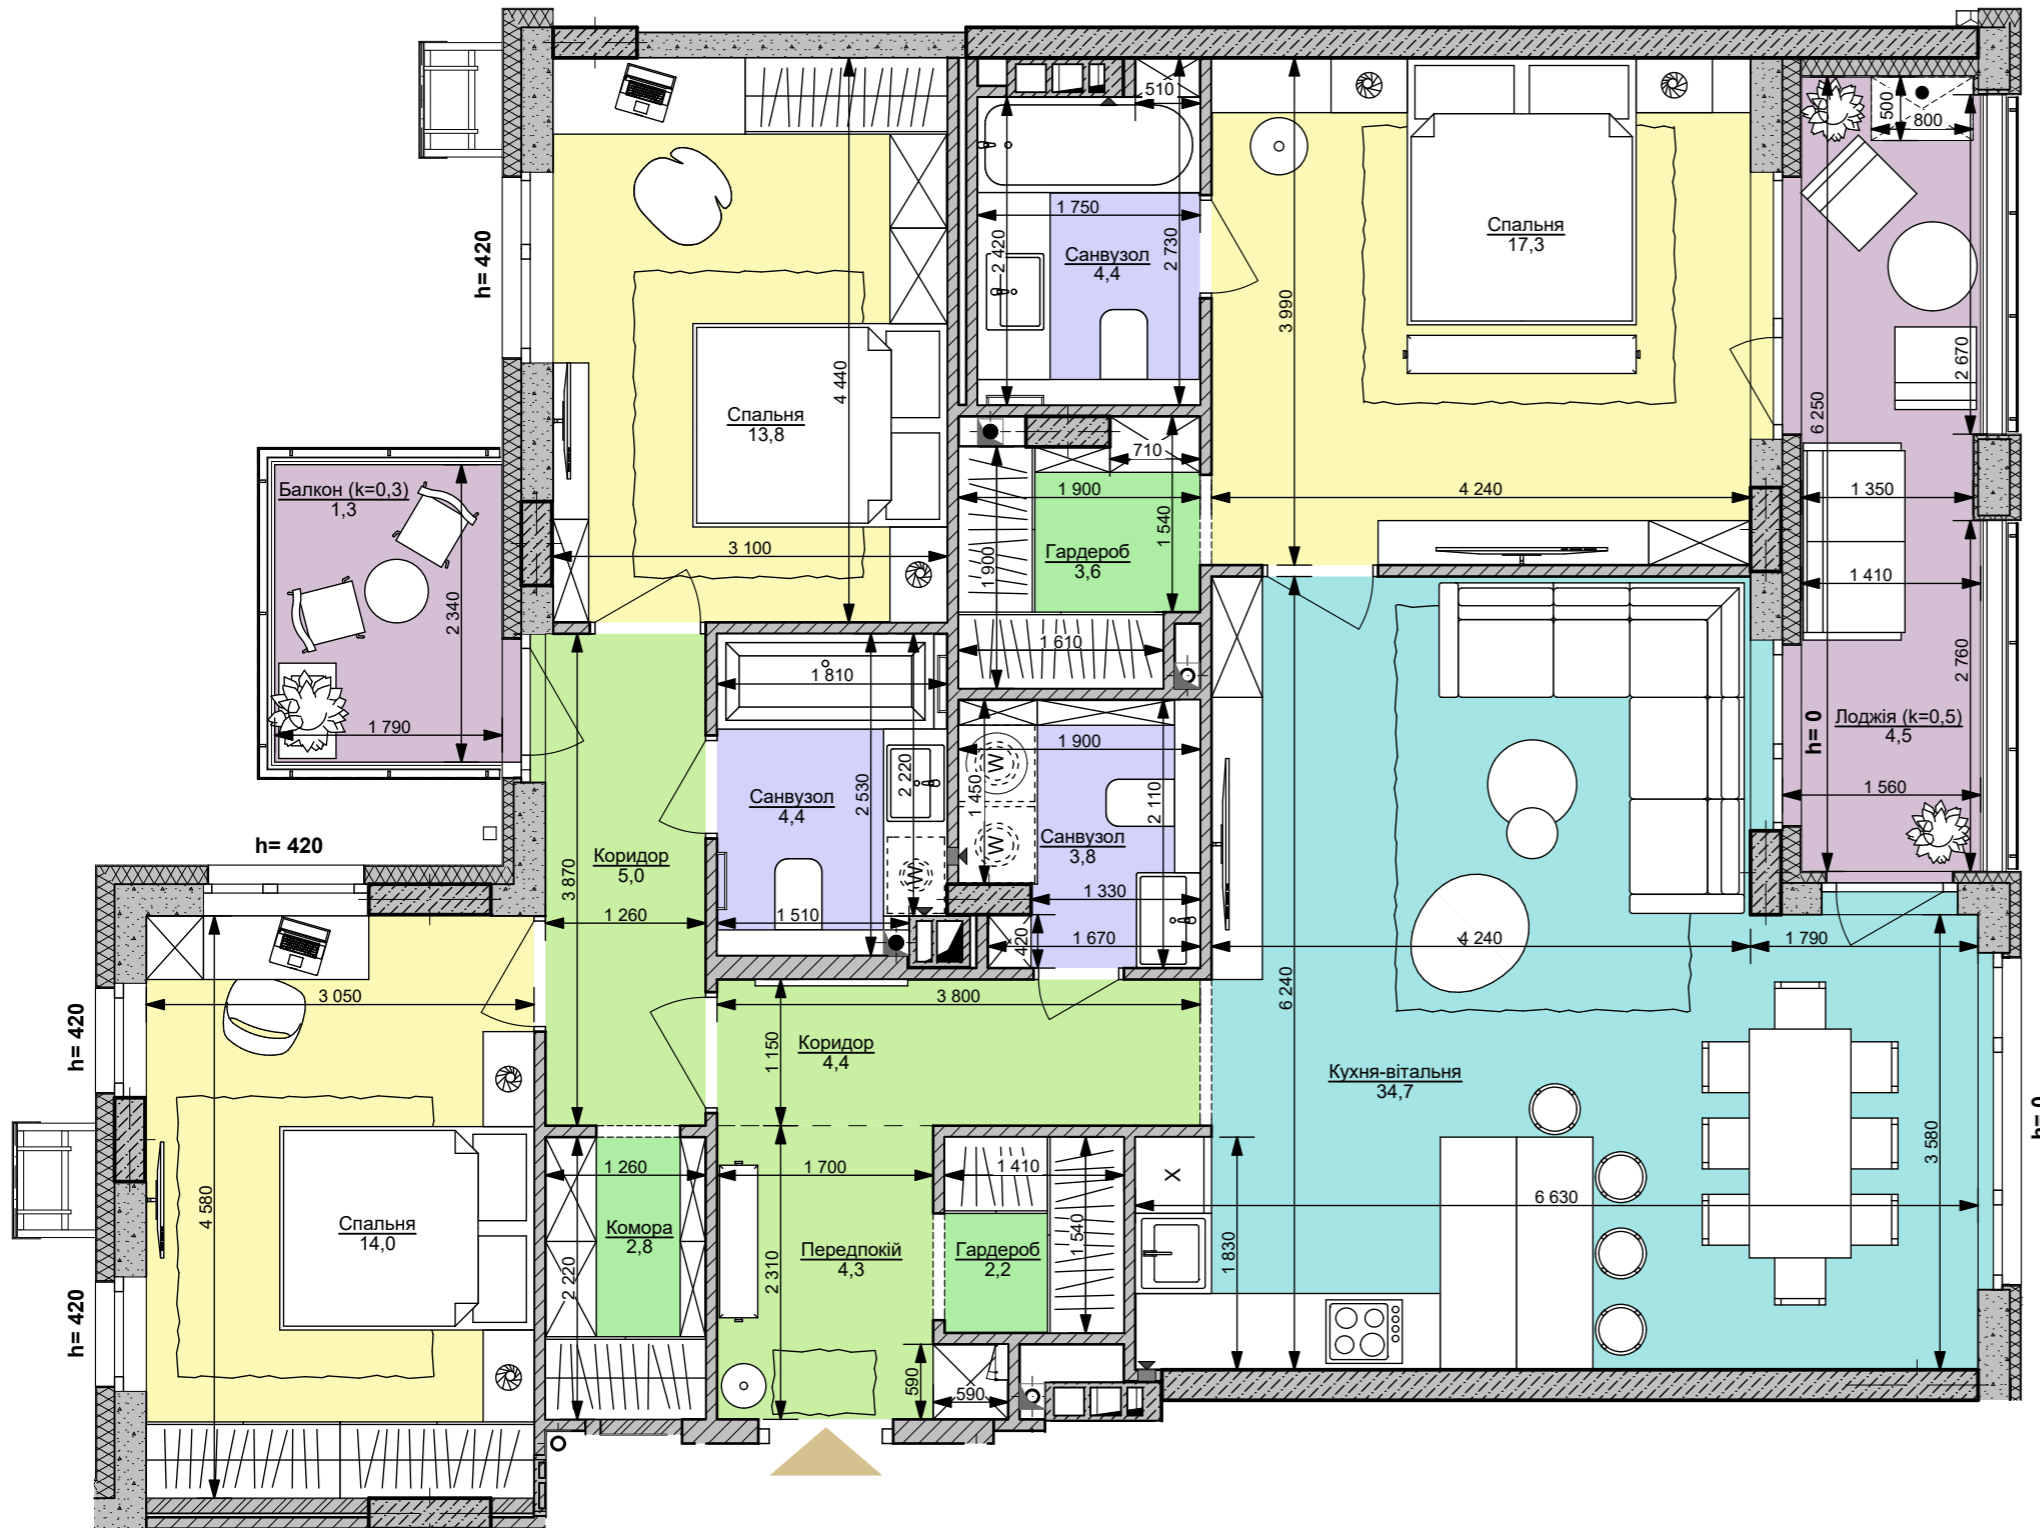 510
500
800
1 750
2 420
2 730
Санвузол
4,4
Спальня
17,3
3 990
h= 420
4 440
Спальня
13,8
710
2 670
6 250
Балкон (k=0,3)
1,3
1 900
4 240
1 350
1 540
Гардероб
3,6
1 900
3 100
1 410
2 340
1 610
1 810
2 760
1 790
h= 0
Лоджія (k=0,5)
4,5
1 900
W
1 450
2 220
2 530
2 110
1 560
Санвузол
4,4
Санвузол
3,8
h= 420
Коридор
5,0
3 870
W
W
1 330
1 260
1 510
420
1 670
4 240
1 790
3 050
3 800
6 240
h= 420
1 150
Коридор
4,4
Кухня-вітальня
34,7
h= 0
3 580
1 260
1 700
1 410
X
6 630
4 580
Спальня
14,0
Комора
2,8
2 220
Передпокій
4,3
2 310
Гардероб
2,2
1 540
1 830
h= 420
590
590